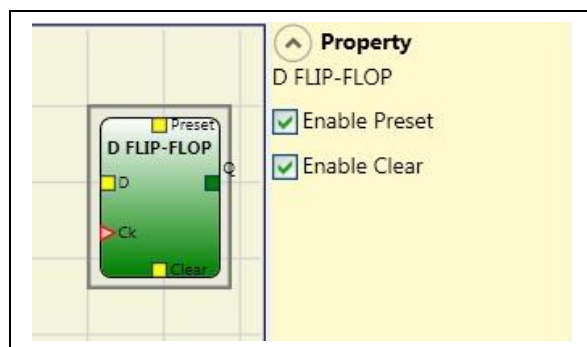 Property
D FLIP-FLOP
Enable Preset
Enable Clear
Preset
D FLIP-FLOP
Q
D
Ck
Clear